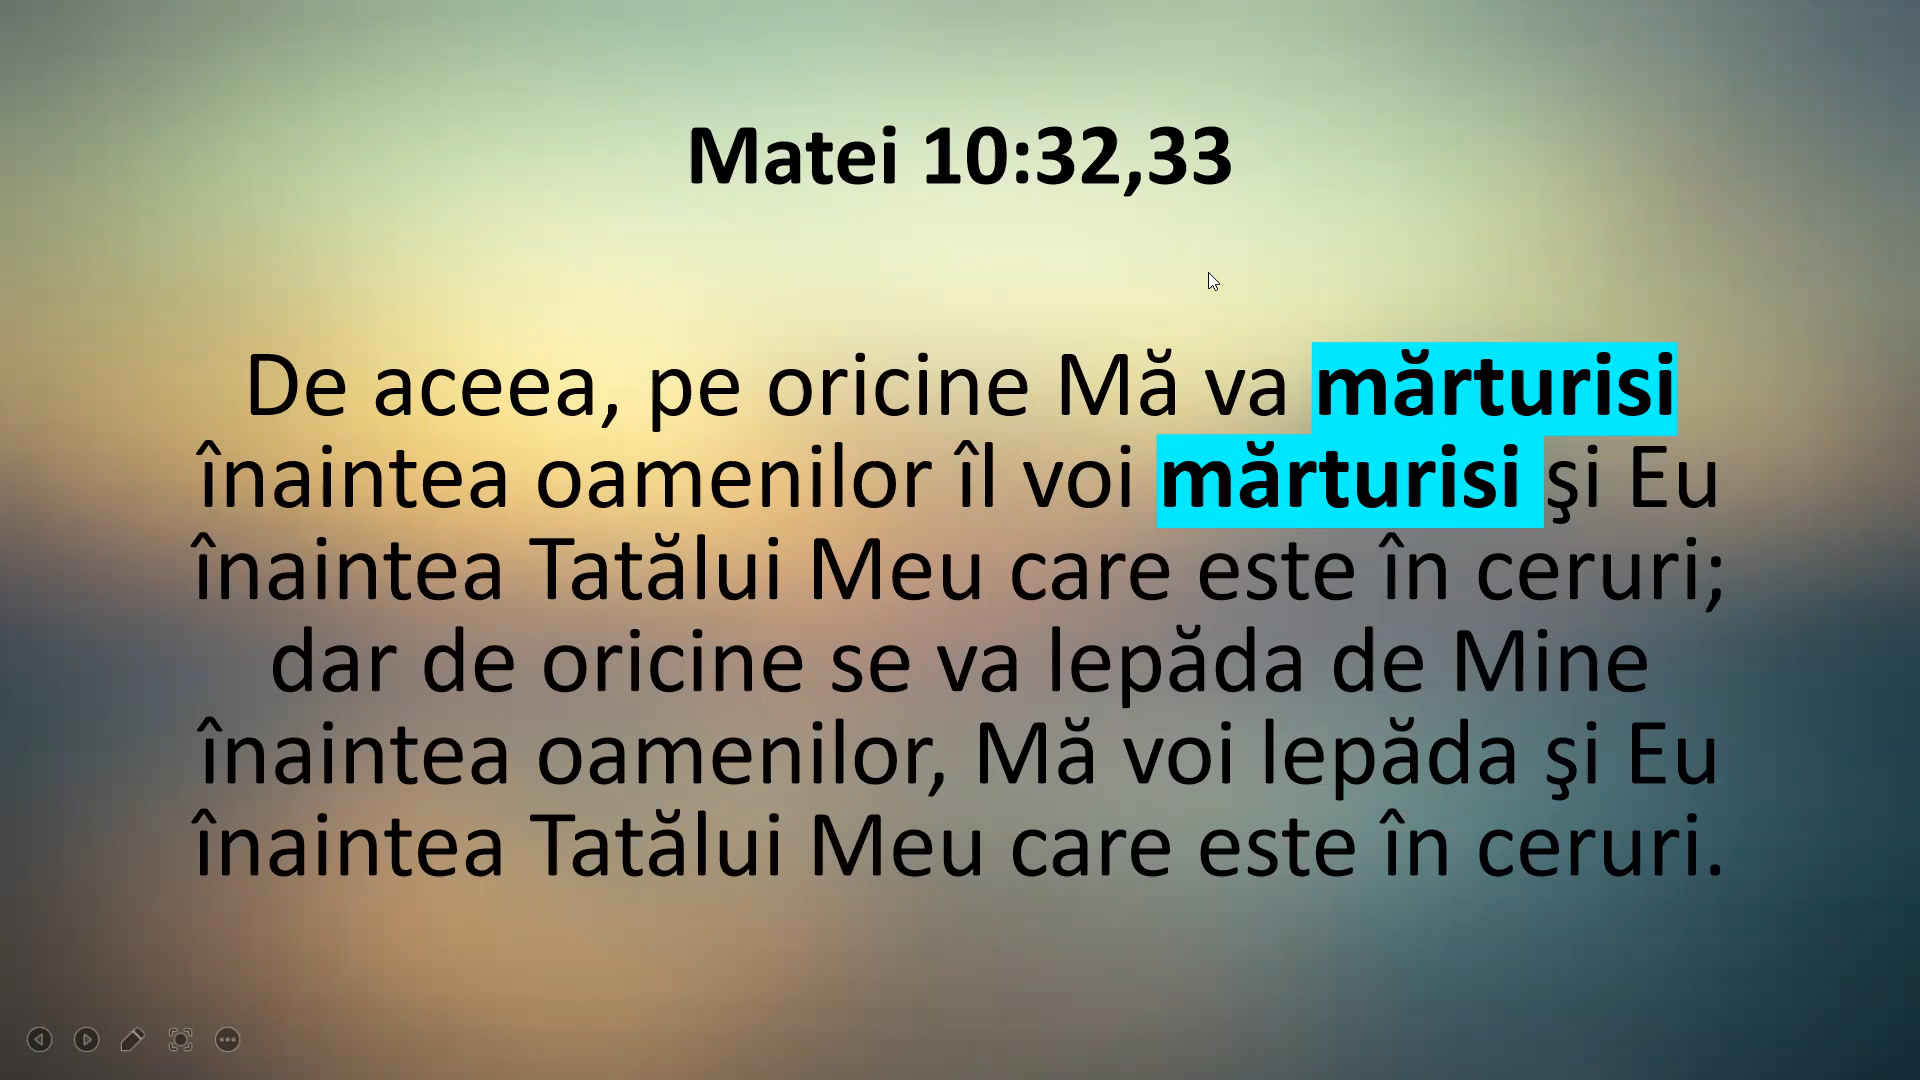 Matei 10:32,33
De aceea, pe oricine Mă va mărturisi
înaintea oamenilor îl voi mărturisi şi Eu
înaintea Tatălui Meu care este în ceruri;
dar de oricine se va lepăda de Mine
înaintea oamenilor, Mă voi lepăda şi Eu
înaintea Tatălui Meu care este în ceruri.